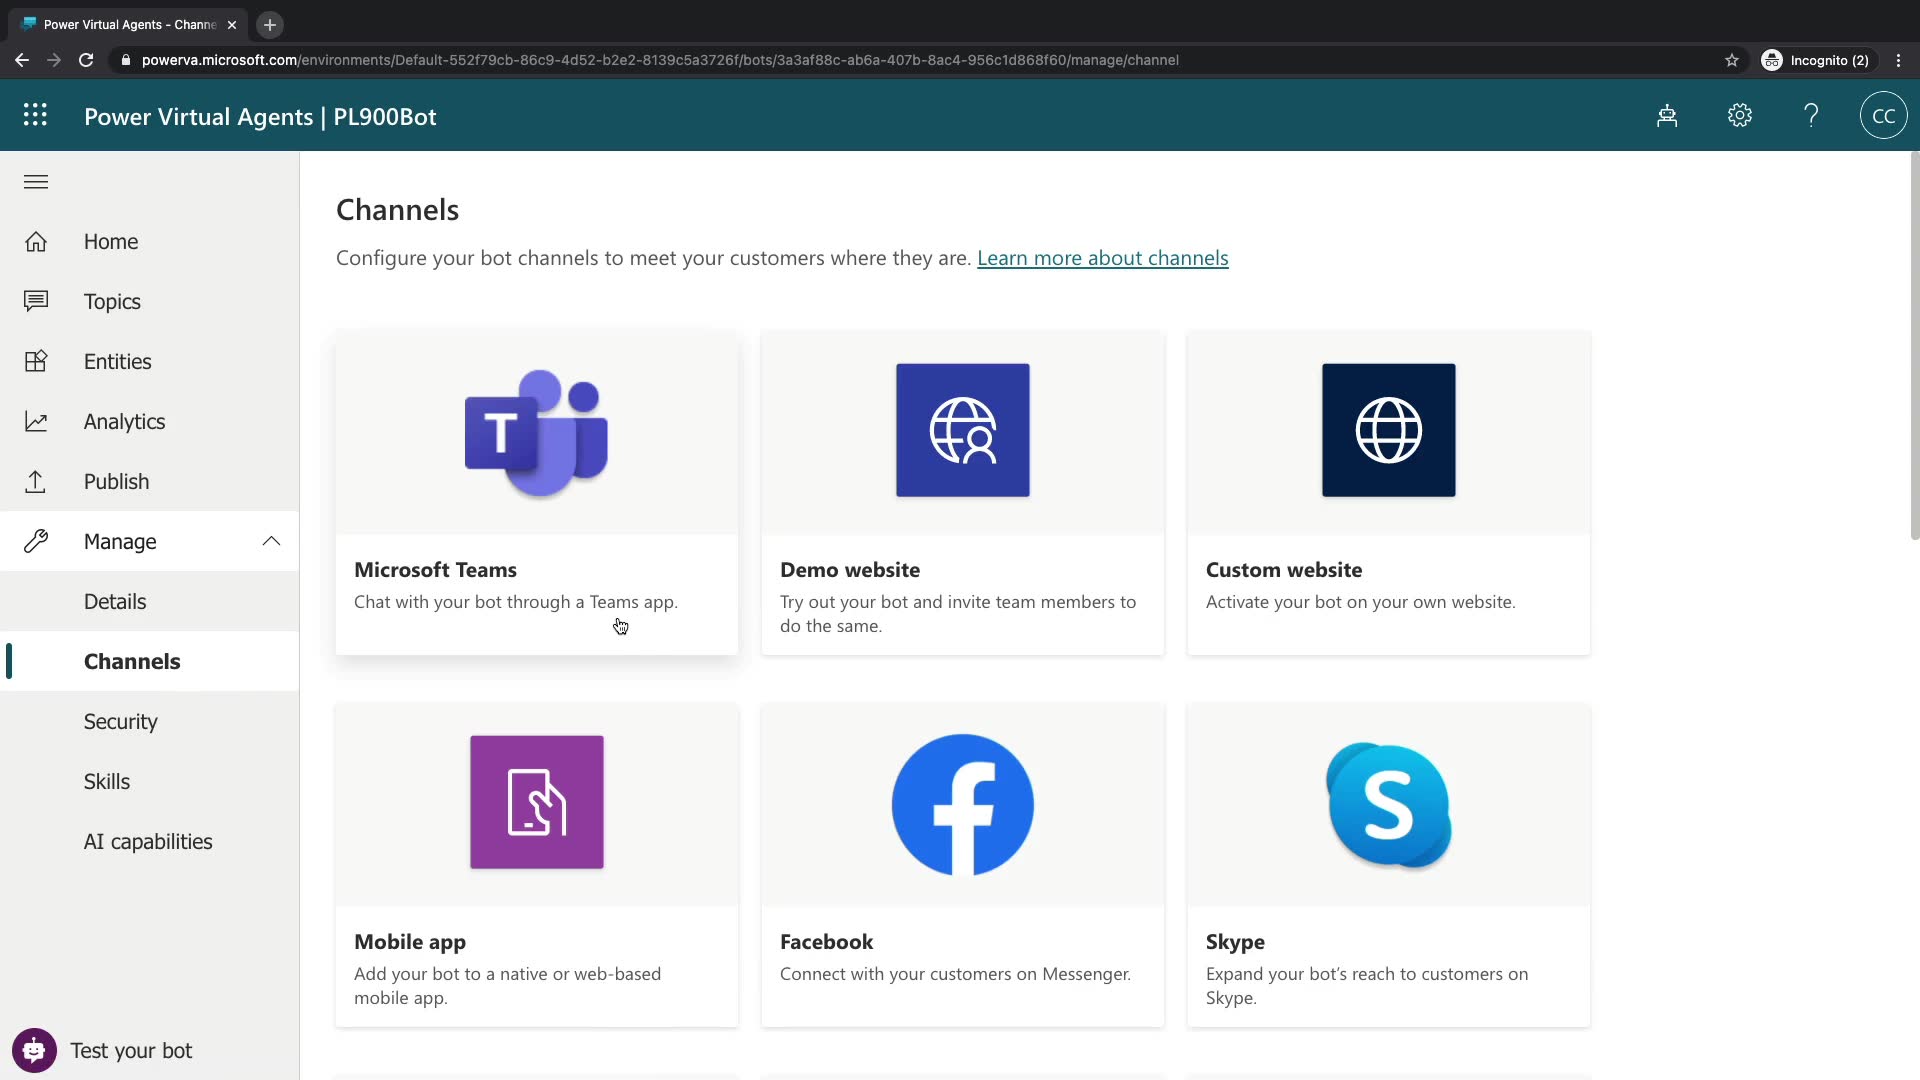 Power Virtual Agents - Channe
powerva.microsoft.com/environments/Default-552f79cb-86c9-4d52-b2e2-8139c5a3726f/bots/3a3af88c-ab6a-407b-8ac4-956c1d868f60/manage/channel
Incognito (2)
Power Virtual Agents | PL900Bot
CC
Home
Topics
Entities
Analytics
Publish
Manage
Details
Channels
Security
Skills
AI capabilities
Test your bot
Channels
Configure your bot channels to meet your customers where they are. Learn more about channels
T
Microsoft Teams
Chat with your bot through a Teams app.
Demo website
Try out your bot and invite team members to
do the same.
Custom website
Activate your bot on your own website.
Mobile app
Add your bot to a native or web-based
mobile app.
f
Facebook
Connect with your customers on Messenger.
S
Skype
Expand your bot's reach to customers on
Skype.